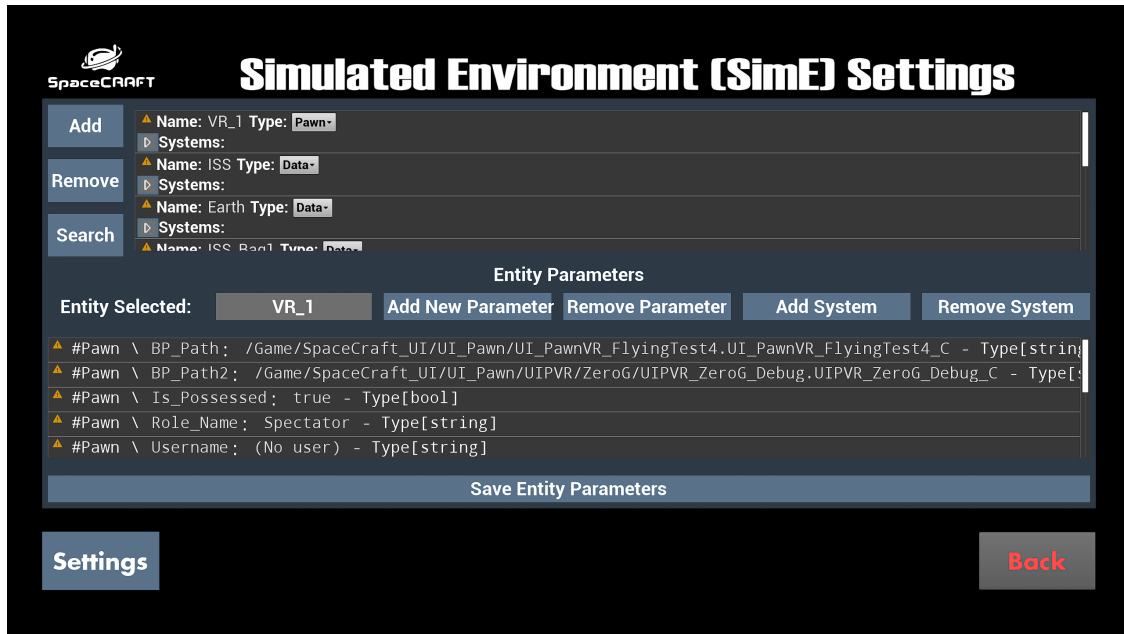 SpaceCRAFT
Simulated Environment (SimE) Settings
Add
Name: VR_1 Type: Pawn
Systems:
Remove
Name: ISS Type: Data
Systems:
Search
Name: Earth Type: Data
Systems:
Name: ISS_Bag1 Type: Data
Entity Parameters
Entity Selected: VR_1 Add New Parameter Remove Parameter Add System Remove System
#Pawn \ BP_Path: /Game/SpaceCraft_UI/UI_Pawn/UI_PawnVR_FlyingTest4.UI_PawnVR_FlyingTest4_C - Type[string
#Pawn \ BP_Path2: /Game/SpaceCraft_UI/UI_Pawn/UIPVR/ZeroG/UIPVR_ZeroG_Debug.UIPVR_ZeroG_Debug_C - Type[s
#Pawn \ Is_Possessed: true - Type[bool]
#Pawn \ Role_Name: Spectator - Type[string]
#Pawn \ Username: (No user) - Type[string]
Save Entity Parameters
Settings
Back